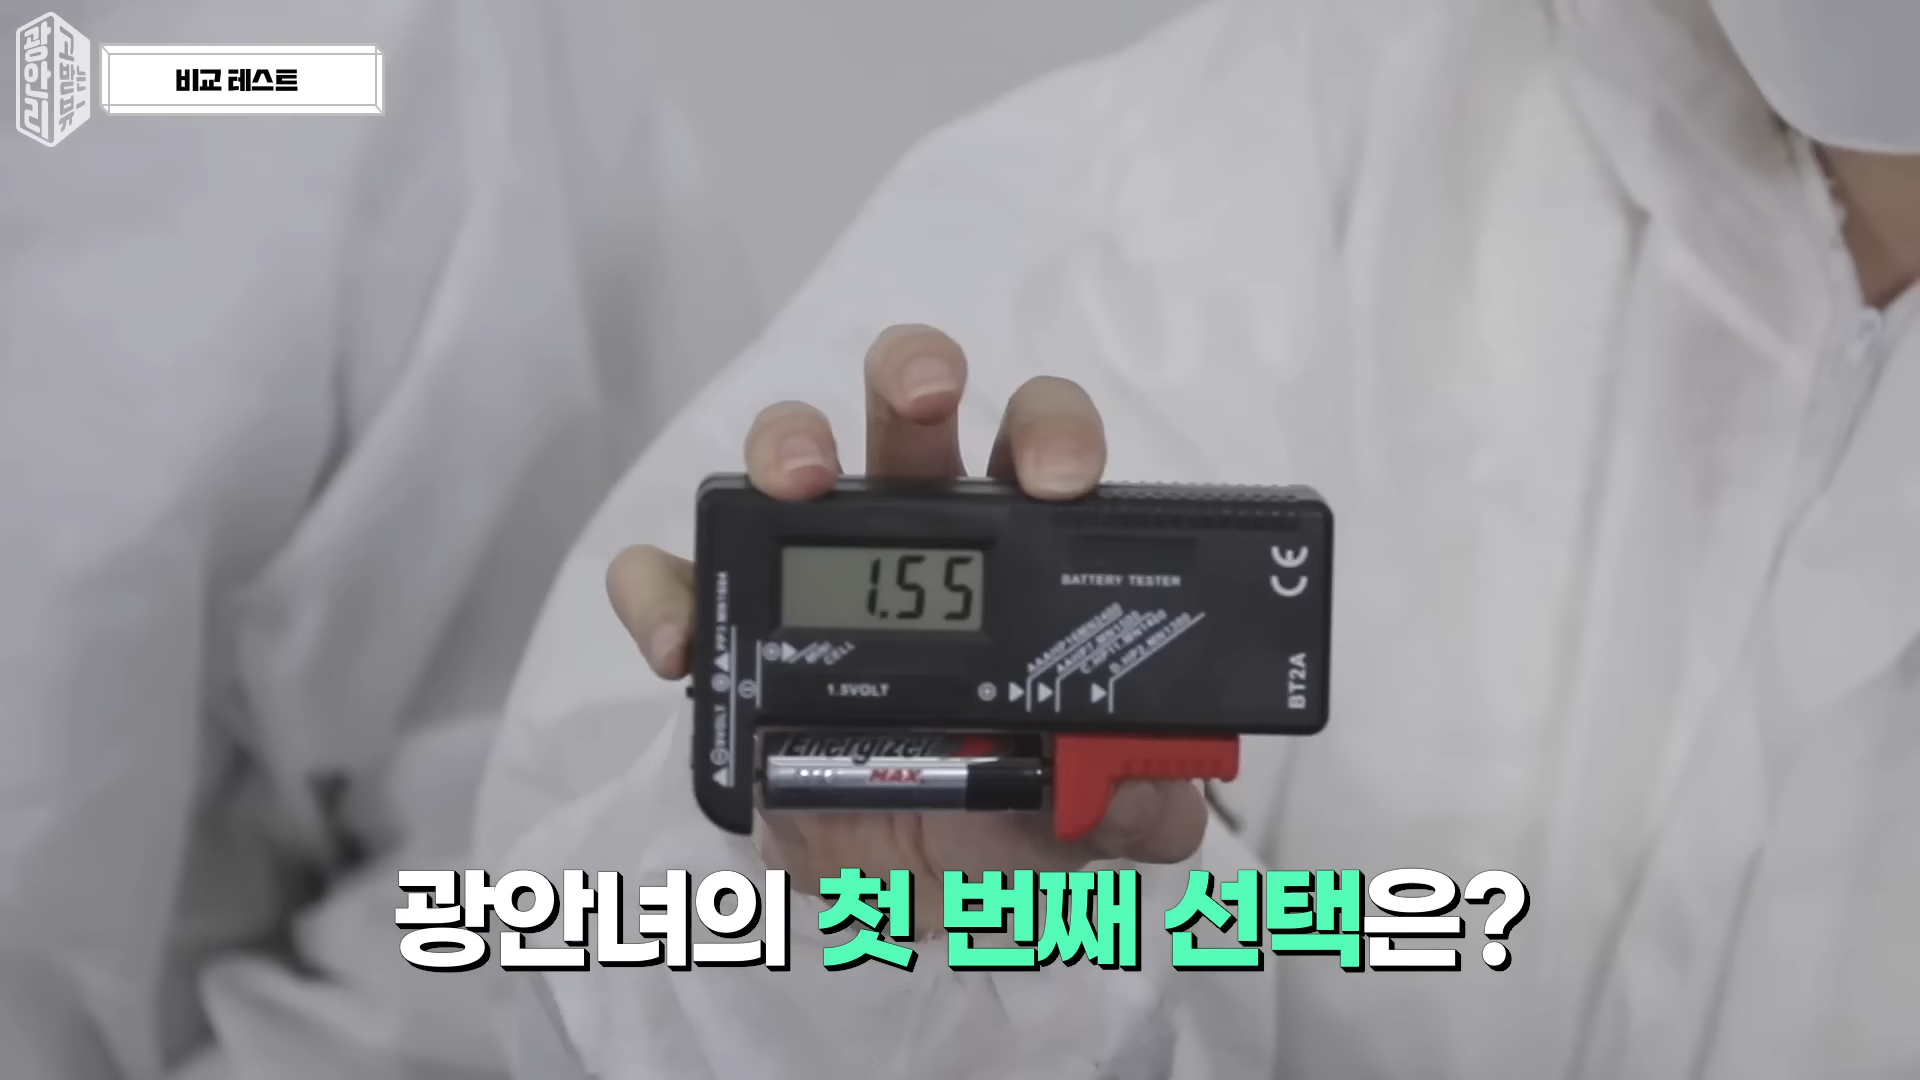 광안리
비교 테스트
1.55
BATTERY TESTER
CE
1.5VOLT
BT2A
9VOLT
Energizer
MAX.
광안녀의 첫 번째 선택은?